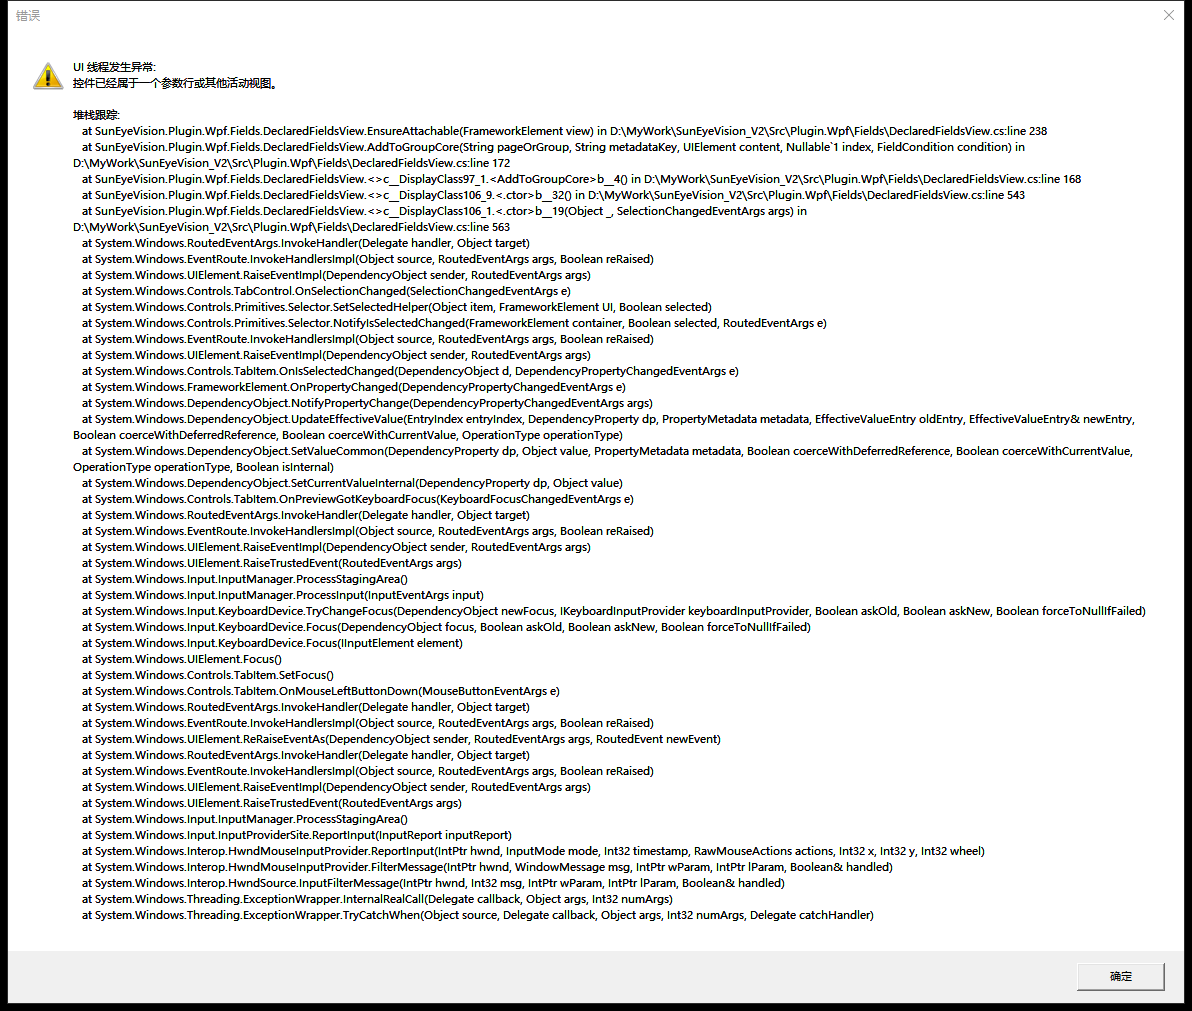 错误
UI 线程发生异常:
控件已经属于一个参数行或其他活动视图。
堆栈跟踪:
at SunEyeVision.Plugin.Wpf.Fields.DeclaredFieldsView.EnsureAttachable(FrameworkElement view) in D:\MyWork\SunEyeVision_V2\Src\Plugin.Wpf\Fields\DeclaredFieldsView.cs:line 238
at SunEyeVision.Plugin.Wpf.Fields.DeclaredFieldsView.AddToGroupCore(String pageOrGroup, String metadataKey, UIElement content, Nullable`1 index, FieldCondition condition) in
D:\MyWork\SunEyeVision_V2\Src\Plugin.Wpf\Fields\DeclaredFieldsView.cs:line 172
at SunEyeVision.Plugin.Wpf.Fields.DeclaredFieldsView.<>c__DisplayClass97_1.<AddToGroupCore>b__4() in D:\MyWork\SunEyeVision_V2\Src\Plugin.Wpf\Fields\DeclaredFieldsView.cs:line 168
at SunEyeVision.Plugin.Wpf.Fields.DeclaredFieldsView.<>c__DisplayClass106_9.<.ctor>b__32() in D:\MyWork\SunEyeVision_V2\Src\Plugin.Wpf\Fields\DeclaredFieldsView.cs:line 543
at SunEyeVision.Plugin.Wpf.Fields.DeclaredFieldsView.<>c__DisplayClass106_1.<.ctor>b__19(Object _, SelectionChangedEventArgs args) in
D:\MyWork\SunEyeVision_V2\Src\Plugin.Wpf\Fields\DeclaredFieldsView.cs:line 563
at System.Windows.RoutedEventArgs.InvokeHandler(Delegate handler, Object target)
at System.Windows.EventRoute.InvokeHandlersImpl(Object source, RoutedEventArgs args, Boolean reRaised)
at System.Windows.UIElement.RaiseEventImpl(DependencyObject sender, RoutedEventArgs args)
at System.Windows.Controls.TabControl.OnSelectionChanged(SelectionChangedEventArgs e)
at System.Windows.Controls.Primitives.Selector.SetSelectedHelper(Object item, FrameworkElement UI, Boolean selected)
at System.Windows.Controls.Primitives.Selector.NotifyIsSelectedChanged(FrameworkElement container, Boolean selected, RoutedEventArgs e)
at System.Windows.EventRoute.InvokeHandlersImpl(Object source, RoutedEventArgs args, Boolean reRaised)
at System.Windows.UIElement.RaiseEventImpl(DependencyObject sender, RoutedEventArgs args)
at System.Windows.Controls.TabItem.OnIsSelectedChanged(DependencyObject d, DependencyPropertyChangedEventArgs e)
at System.Windows.FrameworkElement.OnPropertyChanged(DependencyPropertyChangedEventArgs e)
at System.Windows.DependencyObject.NotifyPropertyChange(DependencyPropertyChangedEventArgs args)
at System.Windows.DependencyObject.UpdateEffectiveValue(EntryIndex entryIndex, DependencyProperty dp, PropertyMetadata metadata, EffectiveValueEntry oldEntry, EffectiveValueEntry& newEntry,
Boolean coerceWithDeferredReference, Boolean coerceWithCurrentValue, OperationType operationType)
at System.Windows.DependencyObject.SetValueCommon(DependencyProperty dp, Object value, PropertyMetadata metadata, Boolean coerceWithDeferredReference, Boolean coerceWithCurrentValue,
OperationType operationType, Boolean isInternal)
at System.Windows.DependencyObject.SetCurrentValueInternal(DependencyProperty dp, Object value)
at System.Windows.Controls.TabItem.OnPreviewGotKeyboardFocus(KeyboardFocusChangedEventArgs e)
at System.Windows.RoutedEventArgs.InvokeHandler(Delegate handler, Object target)
at System.Windows.EventRoute.InvokeHandlersImpl(Object source, RoutedEventArgs args, Boolean reRaised)
at System.Windows.UIElement.RaiseEventImpl(DependencyObject sender, RoutedEventArgs args)
at System.Windows.UIElement.RaiseTrustedEvent(RoutedEventArgs args)
at System.Windows.Input.InputManager.ProcessStagingArea()
at System.Windows.Input.InputManager.ProcessInput(InputEventArgs input)
at System.Windows.Input.KeyboardDevice.TryChangeFocus(DependencyObject newFocus, IKeyboardInputProvider keyboardInputProvider, Boolean askOld, Boolean askNew, Boolean forceToNullIfFailed)
at System.Windows.Input.KeyboardDevice.Focus(DependencyObject focus, Boolean askOld, Boolean askNew, Boolean forceToNullIfFailed)
at System.Windows.Input.KeyboardDevice.Focus(IInputElement element)
at System.Windows.UIElement.Focus()
at System.Windows.Controls.TabItem.SetFocus()
at System.Windows.Controls.TabItem.OnMouseLeftButtonDown(MouseButtonEventArgs e)
at System.Windows.RoutedEventArgs.InvokeHandler(Delegate handler, Object target)
at System.Windows.EventRoute.InvokeHandlersImpl(Object source, RoutedEventArgs args, Boolean reRaised)
at System.Windows.UIElement.ReRaiseEventAs(DependencyObject sender, RoutedEventArgs args, RoutedEvent newEvent)
at System.Windows.RoutedEventArgs.InvokeHandler(Delegate handler, Object target)
at System.Windows.EventRoute.InvokeHandlersImpl(Object source, RoutedEventArgs args, Boolean reRaised)
at System.Windows.UIElement.RaiseEventImpl(DependencyObject sender, RoutedEventArgs args)
at System.Windows.UIElement.RaiseTrustedEvent(RoutedEventArgs args)
at System.Windows.Input.InputManager.ProcessStagingArea()
at System.Windows.Input.InputProviderSite.ReportInput(InputReport inputReport)
at System.Windows.Interop.HwndMouseInputProvider.ReportInput(IntPtr hwnd, InputMode mode, Int32 timestamp, RawMouseActions actions, Int32 x, Int32 y, Int32 wheel)
at System.Windows.Interop.HwndMouseInputProvider.FilterMessage(IntPtr hwnd, WindowMessage msg, IntPtr wParam, IntPtr lParam, Boolean& handled)
at System.Windows.Interop.HwndSource.InputFilterMessage(IntPtr hwnd, Int32 msg, IntPtr wParam, IntPtr lParam, Boolean& handled)
at System.Windows.Threading.ExceptionWrapper.InternalRealCall(Delegate callback, Object args, Int32 numArgs)
at System.Windows.Threading.ExceptionWrapper.TryCatchWhen(Object source, Delegate callback, Object args, Int32 numArgs, Delegate catchHandler)
确定